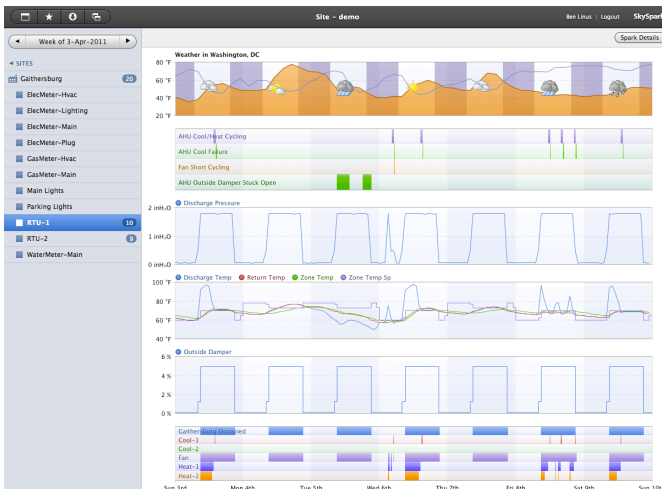 Site – demo
Ben Linus
Logout
SkySpark
Week of 3-Apr-2011
Spark Details
SITES
Gaithersburg 20
ElecMeter-Hvac
ElecMeter-Lighting
ElecMeter-Main
ElecMeter-Plug
GasMeter-Hvac
GasMeter-Main
Main Lights
Parking Lights
RTU-1 10
RTU-2 9
WaterMeter-Main
Weather in Washington, DC
80 °F
60 °F
40 °F
20 °F
AHU Cool/Heat Cycling
AHU Cool Failure
Fan Short Cycling
AHU Outside Damper Stuck Open
Discharge Pressure
2 inH₂O
1 inH₂O
0 inH₂O
Discharge Temp Return Temp Zone Temp Zone Temp Sp
100 °F
80 °F
60 °F
40 °F
Outside Damper
6 %
4 %
2 %
0 %
Gaithersburg Occupied
Cool-1
Cool-2
Fan
Heat-1
Heat-2
Sun 3rd Mon 4th Tue 5th Wed 6th Thu 7th Fri 8th Sat 9th Sun 10th